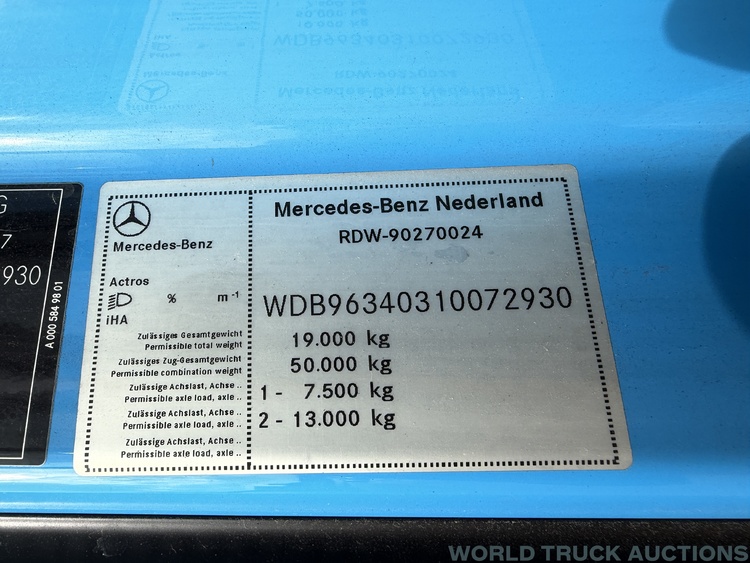 G
7
930
A 000 584 98 01
Mercedes-Benz
Actros
% m⁻¹
iHA
Mercedes-Benz Nederland
RDW-90270024
WDB96340310072930
Zulässiges Gesamtgewicht
Permissible total weight 19.000 kg
Zulässiges Zug-Gesamtgewicht
Permissible combination weight 50.000 kg
Zulässige Achslast, Achse ..
Permissible axle load, axle .. 1 - 7.500 kg
Zulässige Achslast, Achse ..
Permissible axle load, axle .. 2 - 13.000 kg
Zulässige Achslast, Achse ..
Permissible axle load, axle ..
WORLD TRUCK AUCTIONS